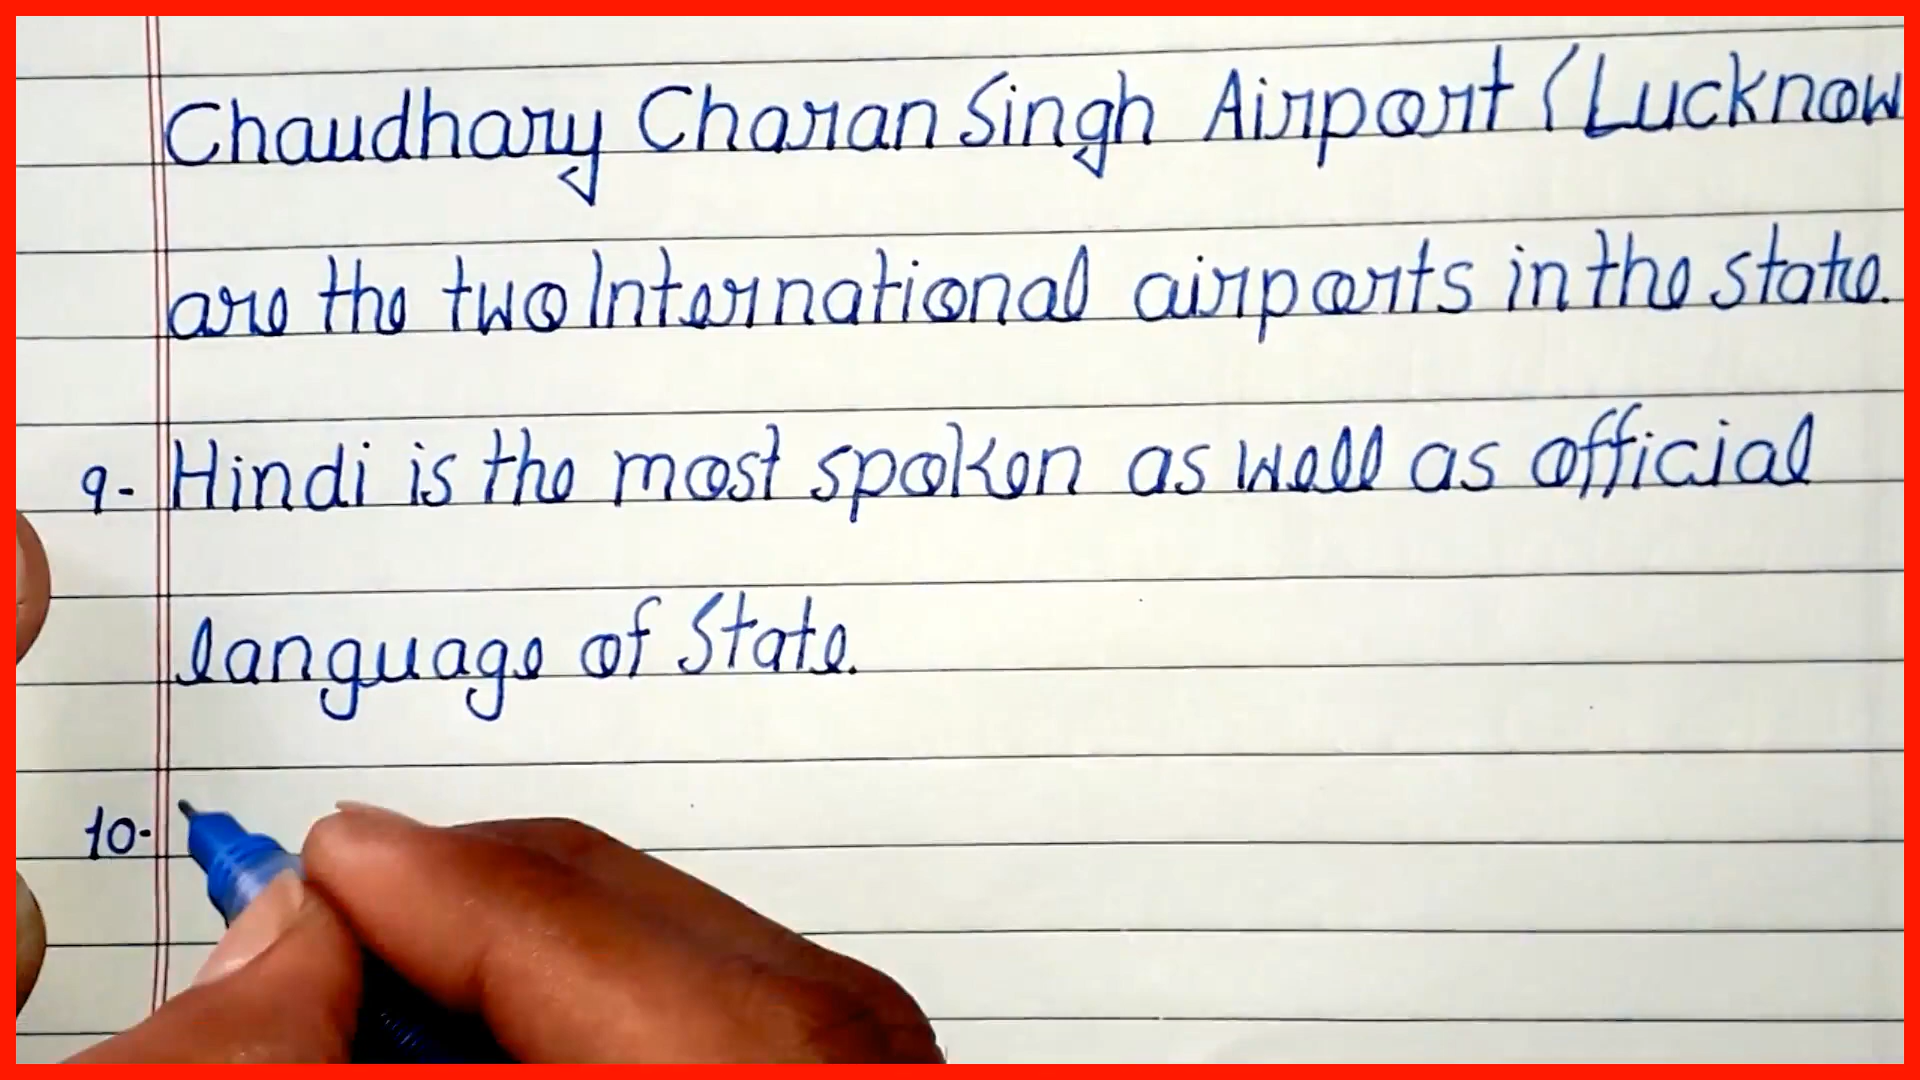 Chaudhary Charan Singh Airport (Lucknow
are the two International airports in the state.
9- Hindi is the most spoken as well as official
language of State.
10-